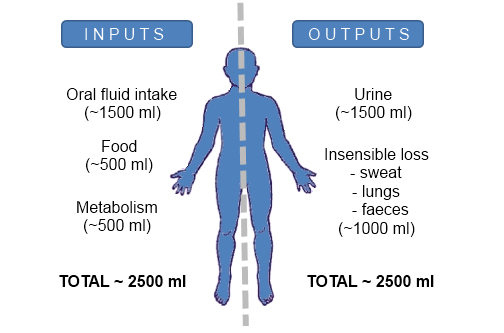 INPUTS
Oral fluid intake
(~1500 ml)
Food
(~500 ml)
Metabolism
(~500 ml)
TOTAL ~ 2500 ml
OUTPUTS
Urine
(~1500 ml)
Insensible loss
- sweat
- lungs
- faeces
(~1000 ml)
TOTAL ~ 2500 ml